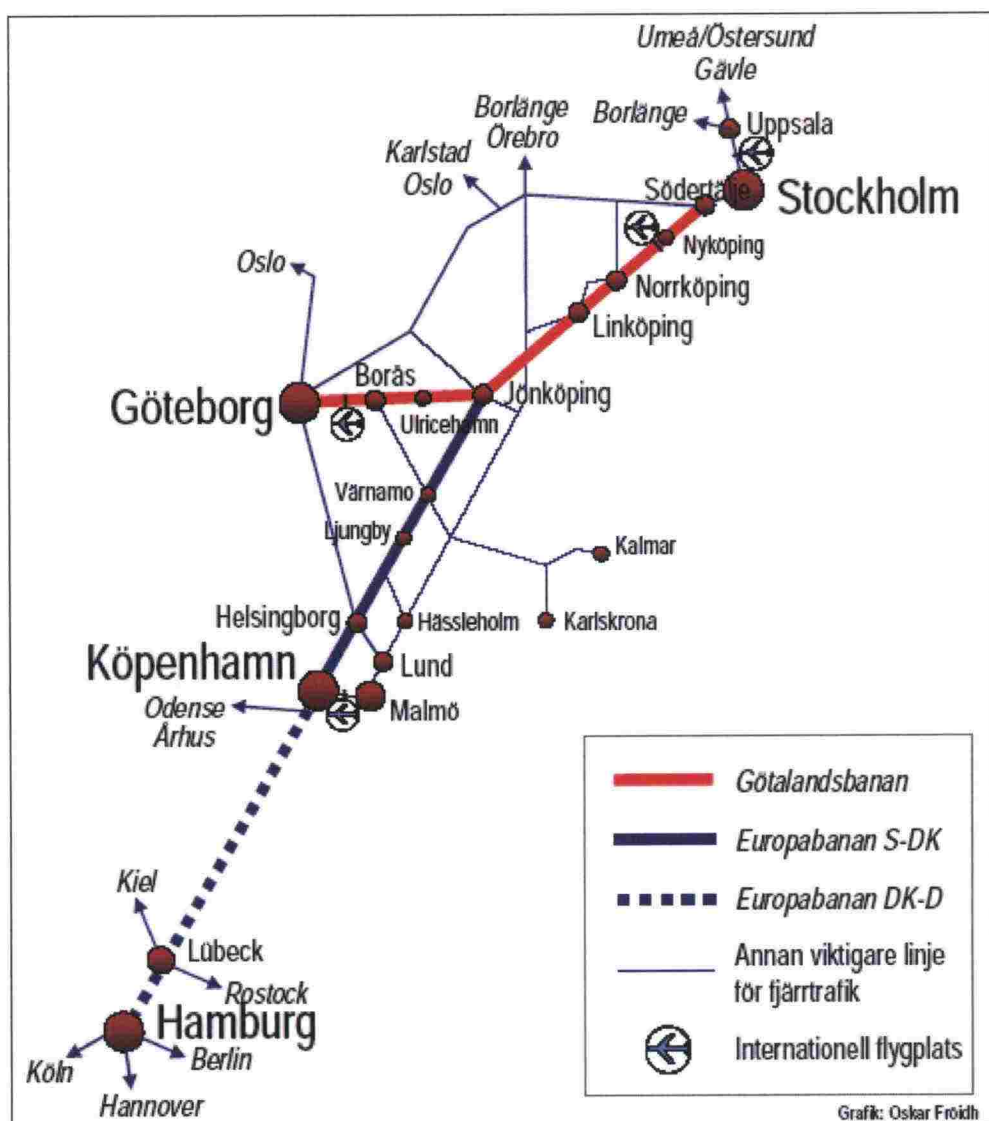 Umeå/Östersund
Gävle
Borlänge
Uppsala
Borlänge
Örebro
Karlstad
Oslo
Södertälje
Stockholm
Oslo
Nyköping
Norrköping
Linköping
Göteborg
Borås
Ulricehamn
Jönköping
Värnamo
Ljungby
Kalmar
Helsingborg
Hässleholm
Karlskrona
Köpenhamn
Lund
Malmö
Odense
Århus
Götalandsbanan
Europabanan S-DK
Europabanan DK-D
Annan viktigare linje
för fjärrtrafik
Internationell flygplats
Kiel
Lübeck
Rostock
Hamburg
Köln
Berlin
Hannover
Grafik: Oskar Fröidh